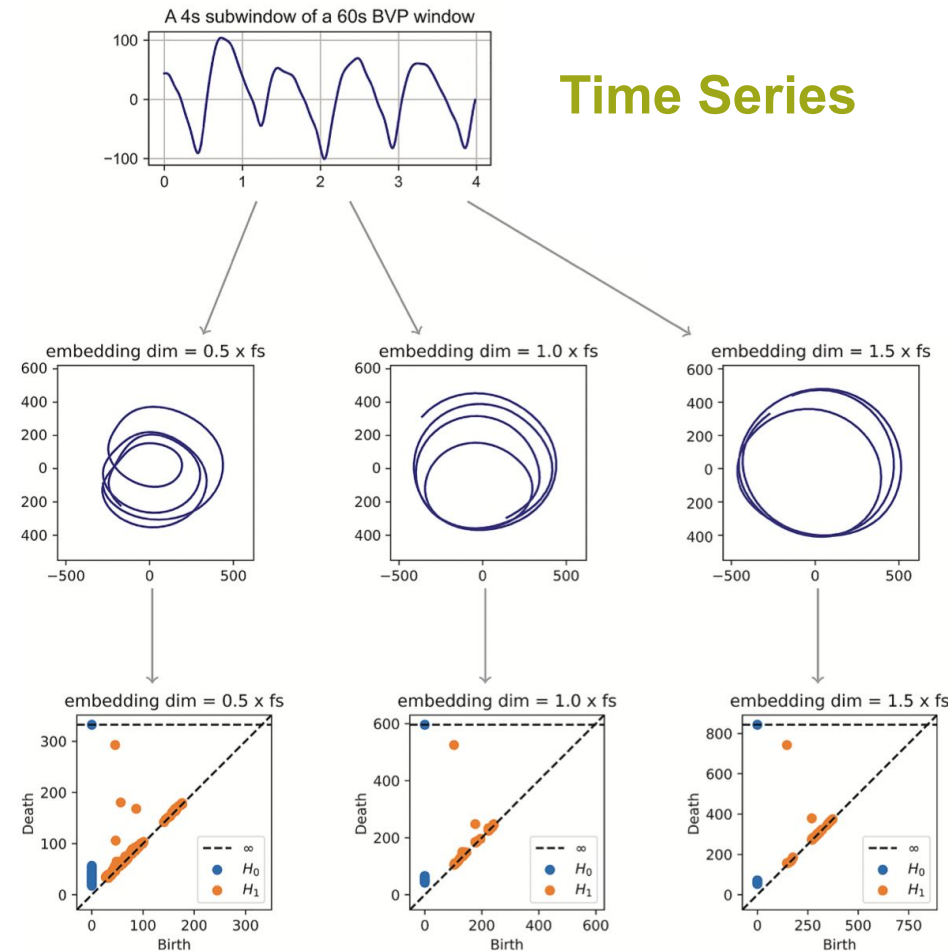 A 4s subwindow of a 60s BVP window
100
0
−100
0 1 2 3 4
Time Series
embedding dim = 0.5 x fs
600
400
200
0
200
400
−500 0 500
embedding dim = 1.0 x fs
600
400
200
0
200
400
−500 0 500
embedding dim = 1.5 x fs
600
400
200
0
200
400
−500 0 500
embedding dim = 0.5 x fs
Death
300
200
100
0
∞
H₀
H₁
0 100 200 300
Birth
embedding dim = 1.0 x fs
Death
600
400
200
0
∞
H₀
H₁
0 200 400 600
Birth
embedding dim = 1.5 x fs
Death
800
600
400
200
0
∞
H₀
H₁
0 250 500 750
Birth